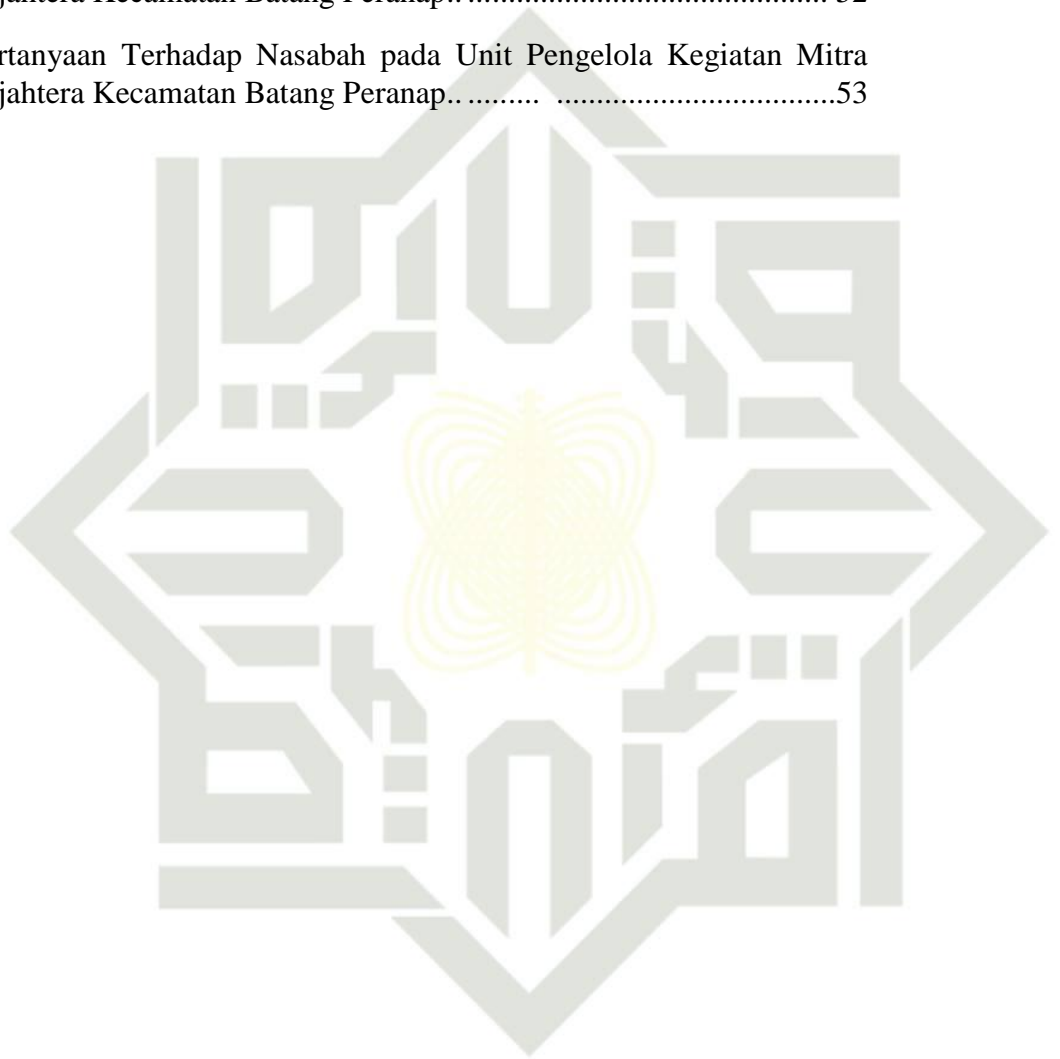 jahtera Kecamatan Batang Peranap.. ...................................... 52
rtanyaan Terhadap Nasabah pada Unit Pengelola Kegiatan Mitra
jahtera Kecamatan Batang Peranap.. ......... ...................................53